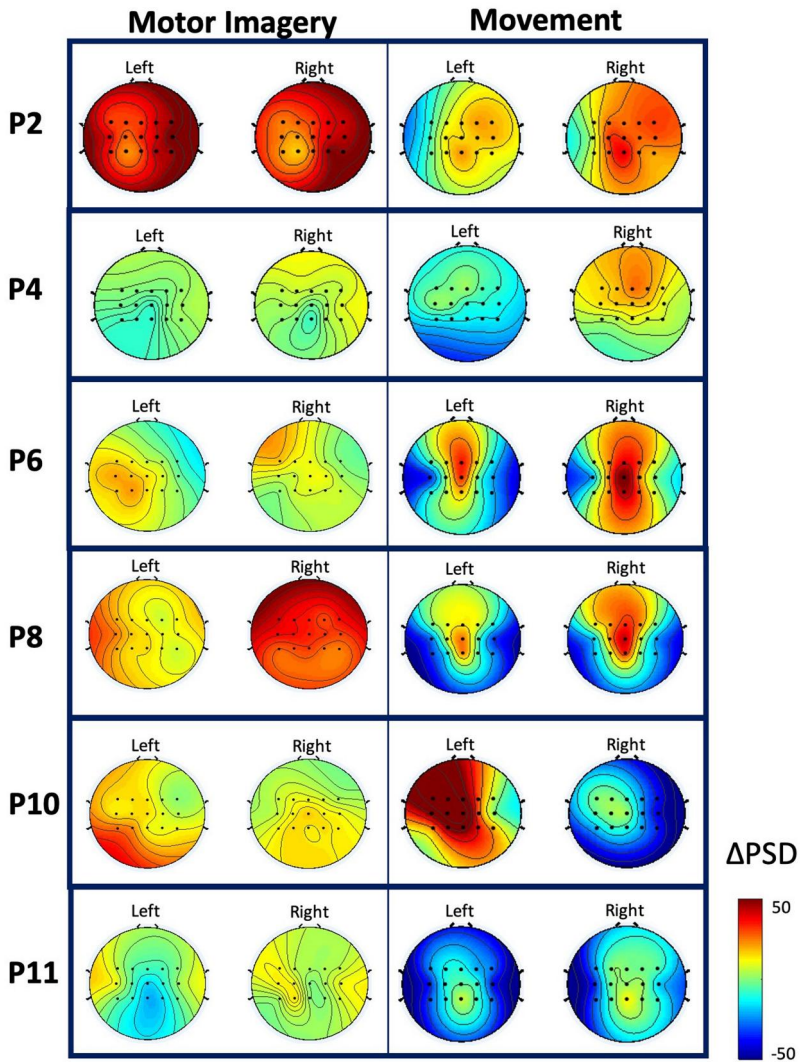 Motor Imagery Movement
P2 Left Right Left Right
P4 Left Right Left Right
P6 Left Right Left Right
P8 Left Right Left Right
P10 Left Right Left Right
P11 Left Right Left Right
ΔPSD
50
0
-50